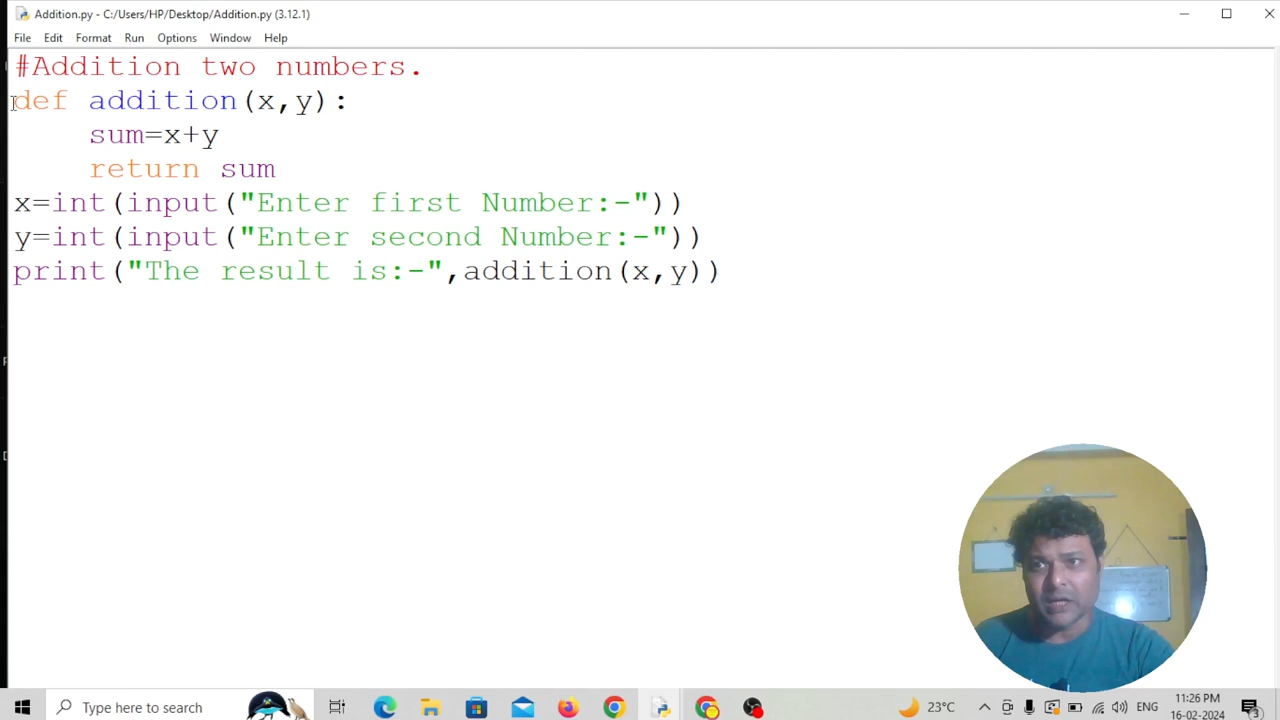 Addition.py - C:/Users/HP/Desktop/Addition.py (3.12.1)
File Edit Format Run Options Window Help
#Addition two numbers.
def addition(x,y):
    sum=x+y
    return sum
x=int(input("Enter first Number:-"))
y=int(input("Enter second Number:-"))
print("The result is:-",addition(x,y))
Type here to search
23°C
ENG
11:26 PM
16-02-2024
3